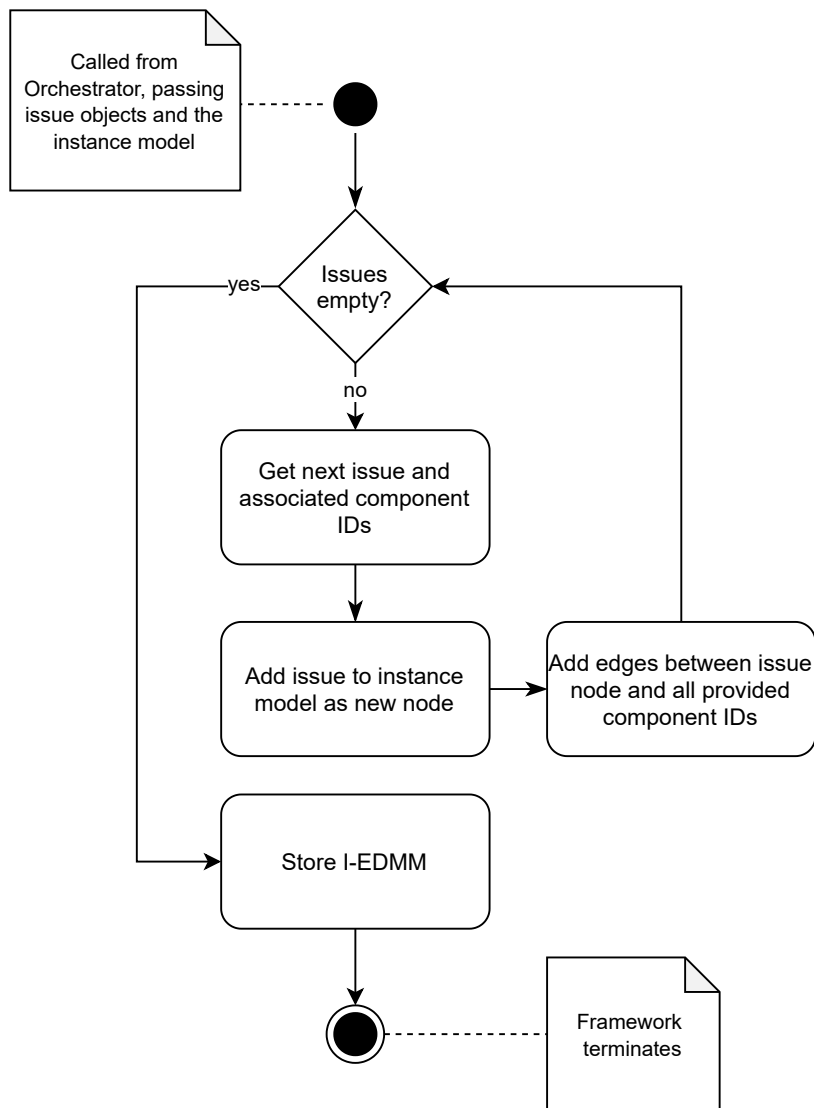 Called from
Orchestrator, passing
issue objects and the
instance model
Issues
empty?
yes
no
Get next issue and
associated component
IDs
Add issue to instance
model as new node
Add edges between issue
node and all provided
component IDs
Store I-EDMM
Framework
terminates